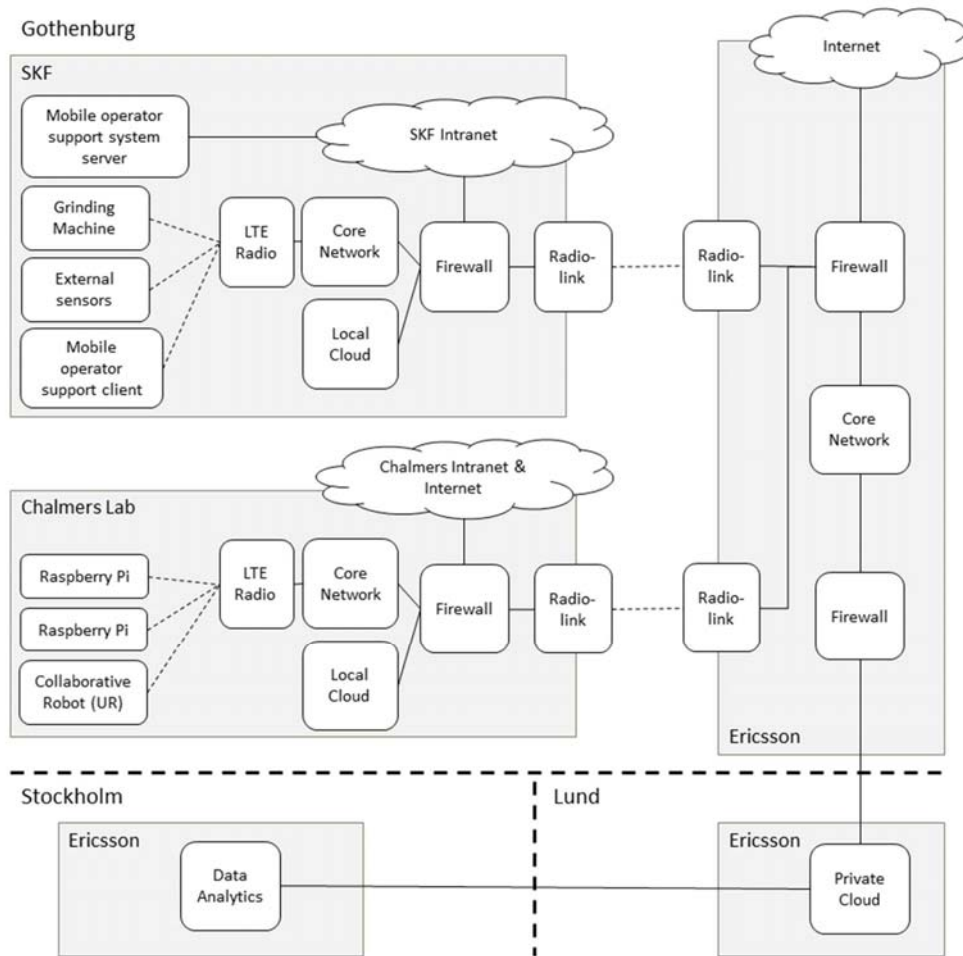 Gothenburg
SKF
Mobile operator
support system
server
SKF Intranet
Internet
Grinding
Machine
External
sensors
Mobile
operator
support client
LTE
Radio
Core
Network
Local
Cloud
Firewall
Radio-
link
Radio-
link
Firewall
Core
Network
Chalmers Lab
Chalmers Intranet &
Internet
Raspberry Pi
Raspberry Pi
Collaborative
Robot (UR)
LTE
Radio
Core
Network
Local
Cloud
Firewall
Radio-
link
Radio-
link
Firewall
Ericsson
Stockholm
Ericsson
Data
Analytics
Lund
Ericsson
Private
Cloud